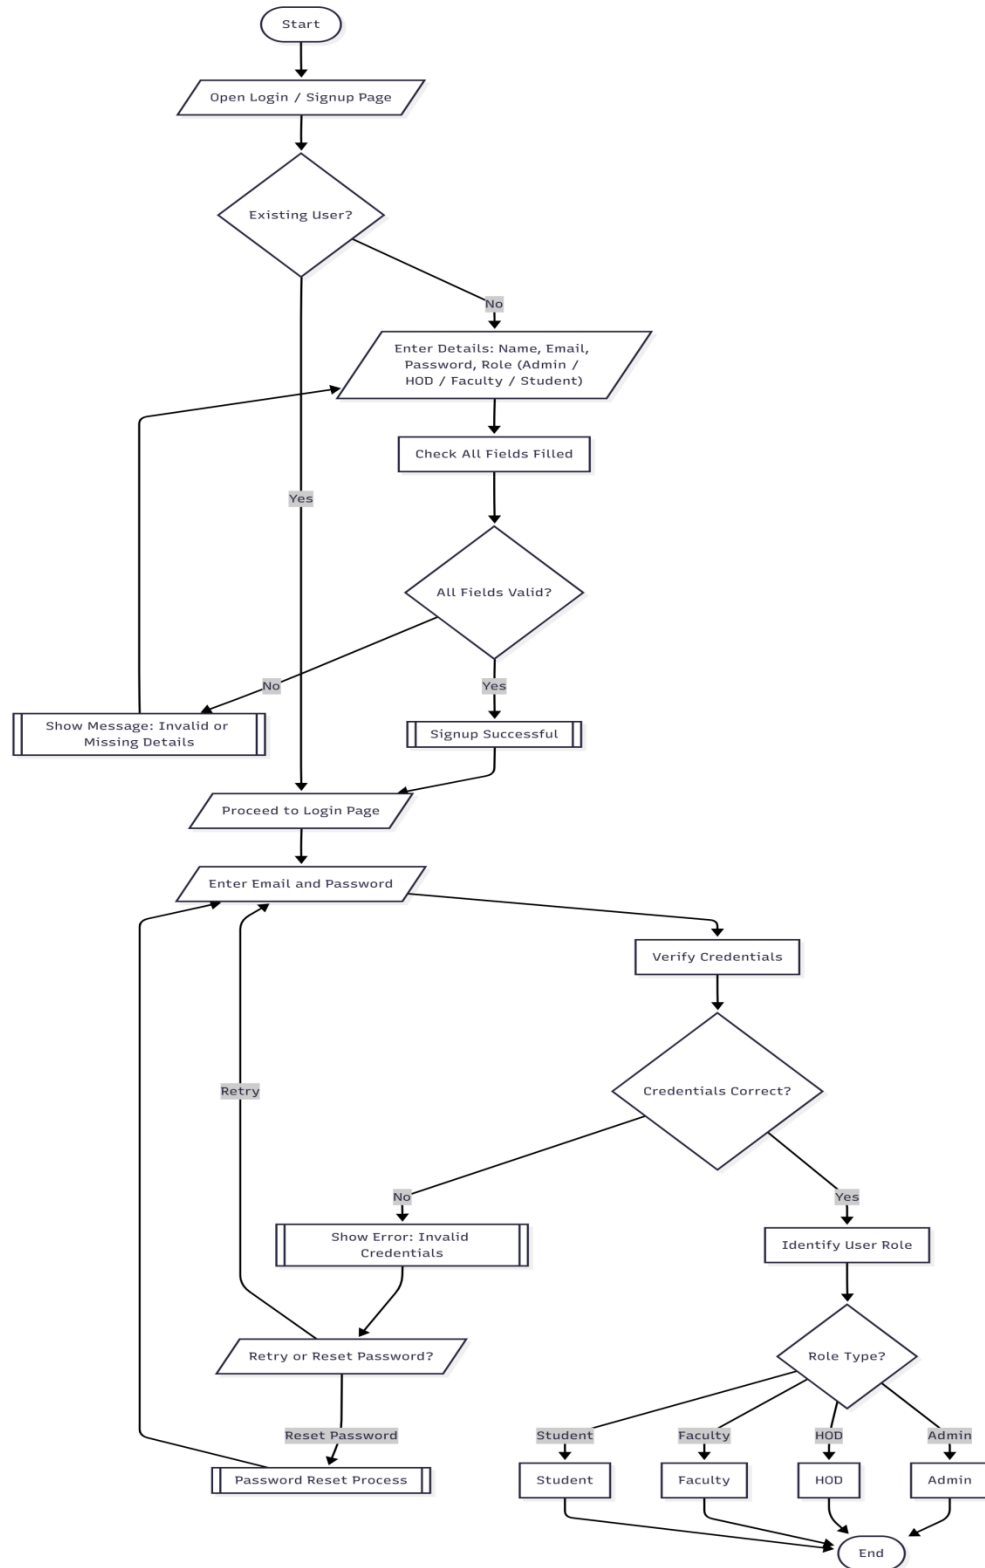 Start
Open Login / Signup Page
Existing User?
No
Enter Details: Name, Email,
Password, Role (Admin /
HOD / Faculty / Student)
Check All Fields Filled
Yes
All Fields Valid?
No
Yes
Show Message: Invalid or
Missing Details
Signup Successful
Proceed to Login Page
Enter Email and Password
Verify Credentials
Retry
Credentials Correct?
No
Yes
Show Error: Invalid
Credentials
Identify User Role
Retry or Reset Password?
Role Type?
Reset Password
Student
Faculty
HOD
Admin
Password Reset Process
Student
Faculty
HOD
Admin
End